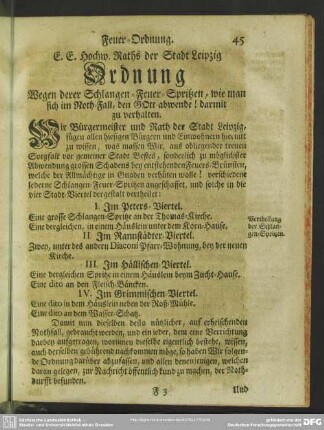 Feuer-Ordnung. 45
E. E. Hochw. Raths der Stadt Leipzig
Ordnung
Wegen derer Schlangen-Feuer-Spritzen, wie man
sich im Noth-Fall, den GOtt abwende! darmit
zu verhalten.
Wir Bürgermeister und Rath der Stadt Leipzig,
fügen allen hiesigen Bürgern und Einwohnern hiermit
zu wissen, was massen Wir, aus obliegender treuen
Sorgfalt vor gemeiner Stadt Bestes, sonderlich zu möglichster
Abwendung grossen Schadens bey entstehenden Feuers-Brünsten,
welche der Allmächtige in Gnaden verhüten wolle! verschiedene
lederne Schlangen-Feuer-Spritzen angeschaffet, und solche in die
vier Stadt-Viertel dergestalt vertheilet:
I. Im Peters-Viertel.
Eine grosse Schlangen-Spritze an der Thomas-Kirche.
Eine dergleichen, in einem Häuslein unter dem Korn-Hause.
II. Im Rannstädter Viertel.
Zwey, unter des andern Diaconi Pfarr-Wohnung, bey der neuen
Kirche.
III. Im Hällischen Viertel.
Eine dergleichen Spritze in einem Häuslein beym Zucht-Hause.
Eine dito an den Fleisch-Bäncken.
IV. Im Grimmischen Viertel.
Eine dito in dem Häuslein neben der Roß-Mühle.
Eine dito an dem Wasser-Schatz.
Vertheilung
der Schlan-
gen-Spritzen.
Damit nun dieselben desto nützlicher, auf erheischenden
Nothfall, gebrauchet werden, und ein ieder, dem eine Verrichtung
darbey aufgetragen, worinnen dieselbe eigentlich bestehe, wissen,
auch derselben gebührend nachkommen möge, so haben Wir folgen-
de Ordnung darüber abzufassen, und allen denenjenigen, welchen
daran gelegen, zur Nachricht öffentlich kund zu machen, der Noth-
durfft befunden.
F 3 Und